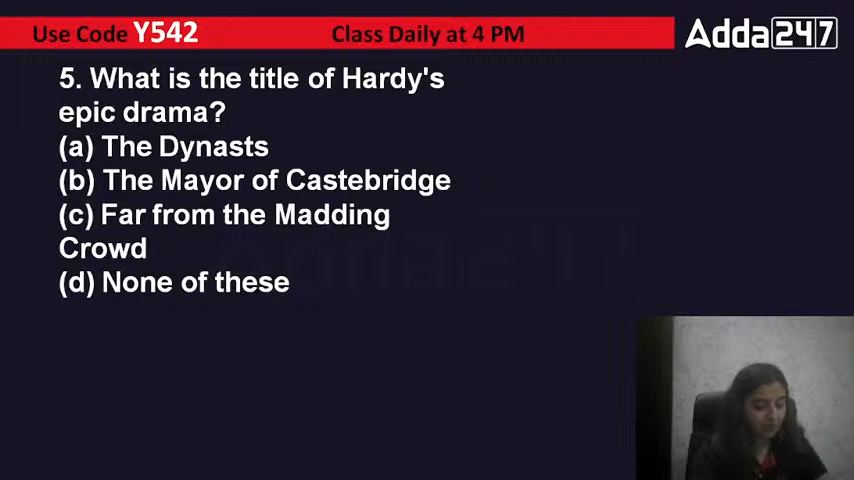 Use Code Y542 Class Daily at 4 PM Adda247
5. What is the title of Hardy's
epic drama?
(a) The Dynasts
(b) The Mayor of Castebridge
(c) Far from the Madding
Crowd
(d) None of these
Adda247